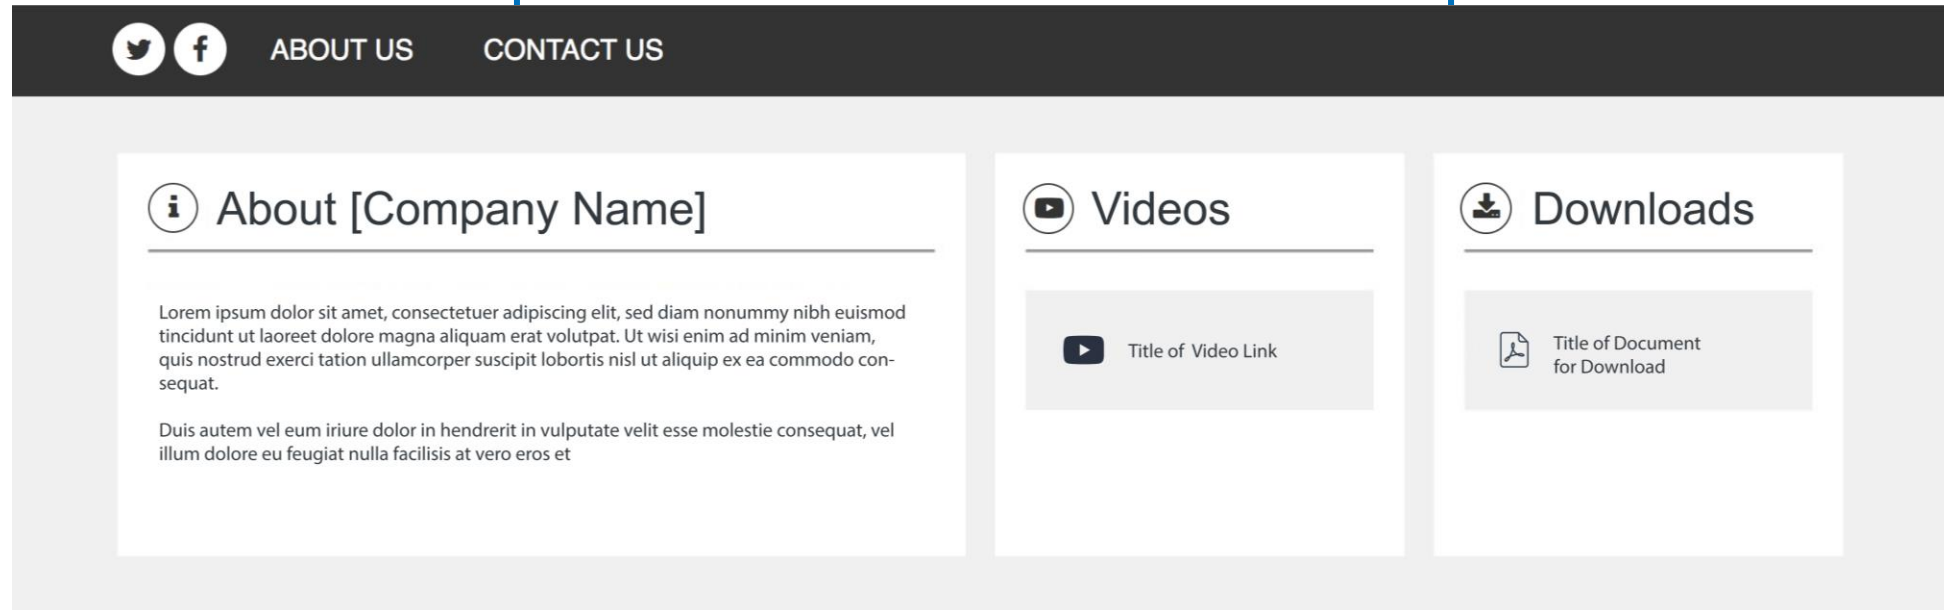 ABOUT US
CONTACT US
About [Company Name]
Lorem ipsum dolor sit amet, consectetuer adipiscing elit, sed diam nonummy nibh euismod
tincidunt ut laoreet dolore magna aliquam erat volutpat. Ut wisi enim ad minim veniam,
quis nostrud exerci tation ullamcorper suscipit lobortis nisl ut aliquip ex ea commodo con-
sequat.
Duis autem vel eum iriure dolor in hendrerit in vulputate velit esse molestie consequat, vel
illum dolore eu feugiat nulla facilisis at vero eros et
Videos
Title of Video Link
Downloads
Title of Document
for Download